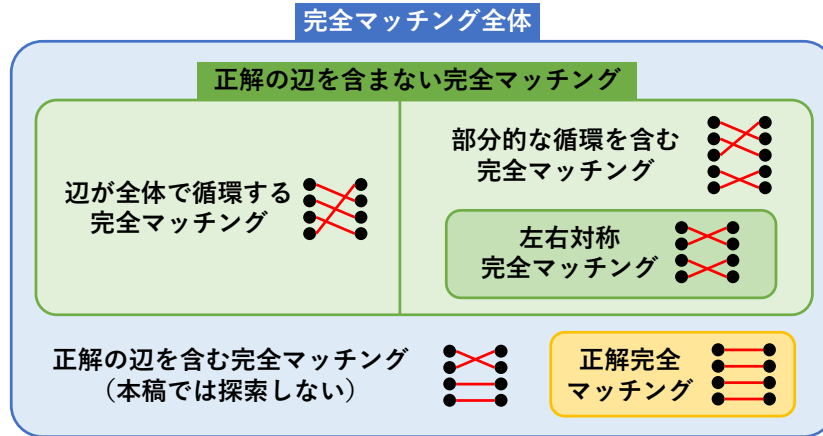 完全マッチング全体
正解の辺を含まない完全マッチング
辺が全体で循環する
完全マッチング
部分的な循環を含む
完全マッチング
左右対称
完全マッチング
正解の辺を含む完全マッチング
（本稿では探索しない）
正解完全
マッチング